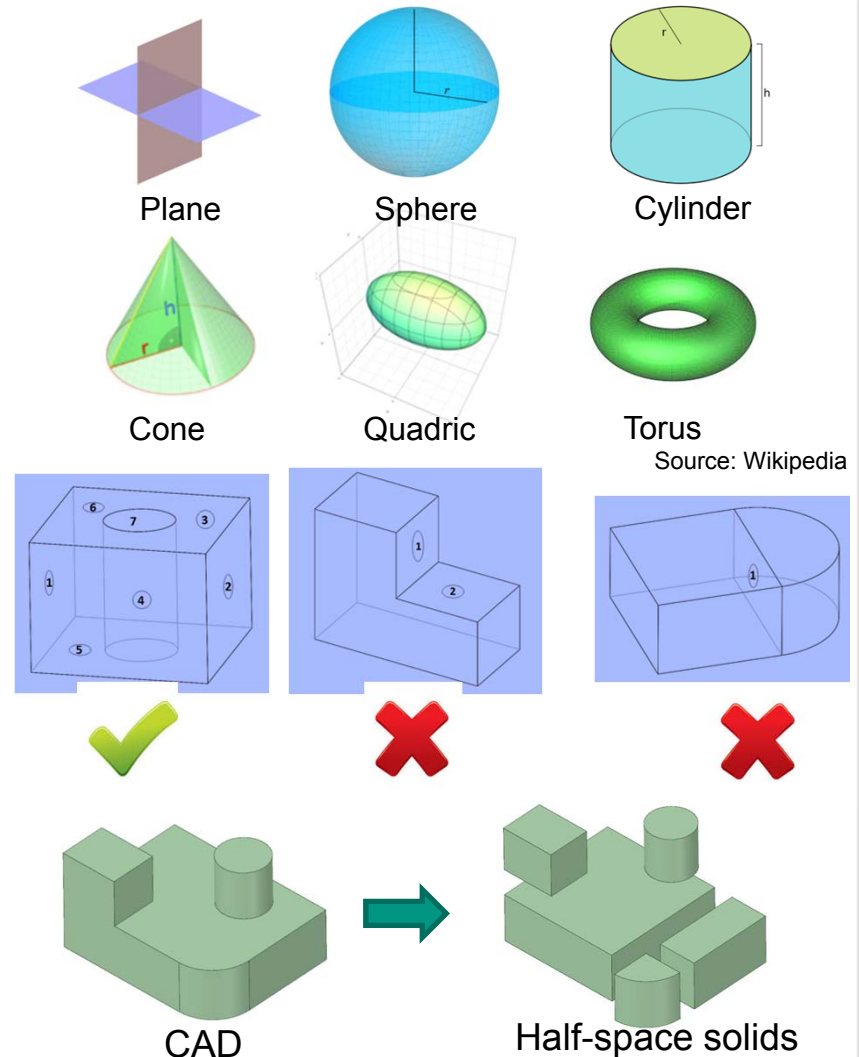 r
r
h
Plane
Sphere
Cylinder
h
r
Cone
Quadric
Torus
Source: Wikipedia
6
7
3
1
4
2
5
1
2
1
CAD
Half-space solids